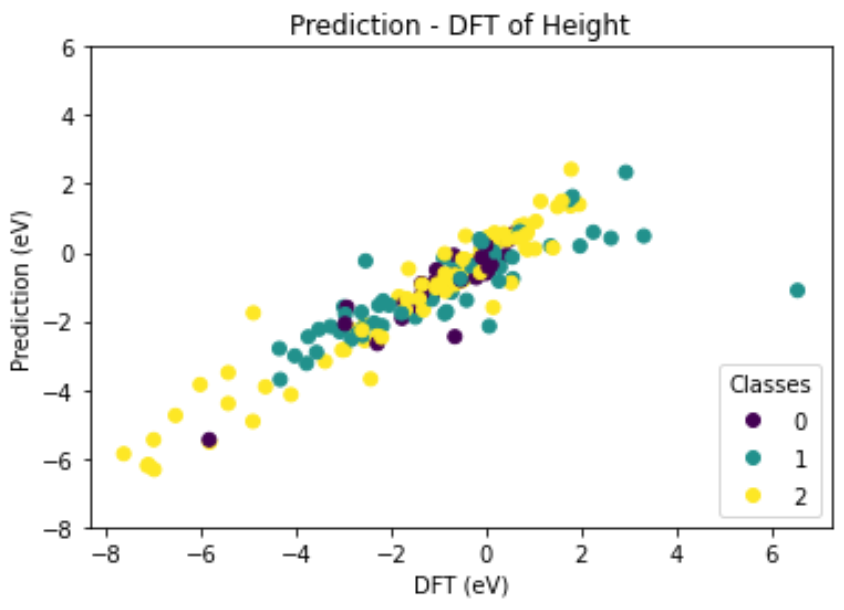 Prediction - DFT of Height
Prediction (eV)
6
4
2
0
−2
−4
−6
−8
Classes
0
1
2
−8 −6 −4 −2 0 2 4 6
DFT (eV)